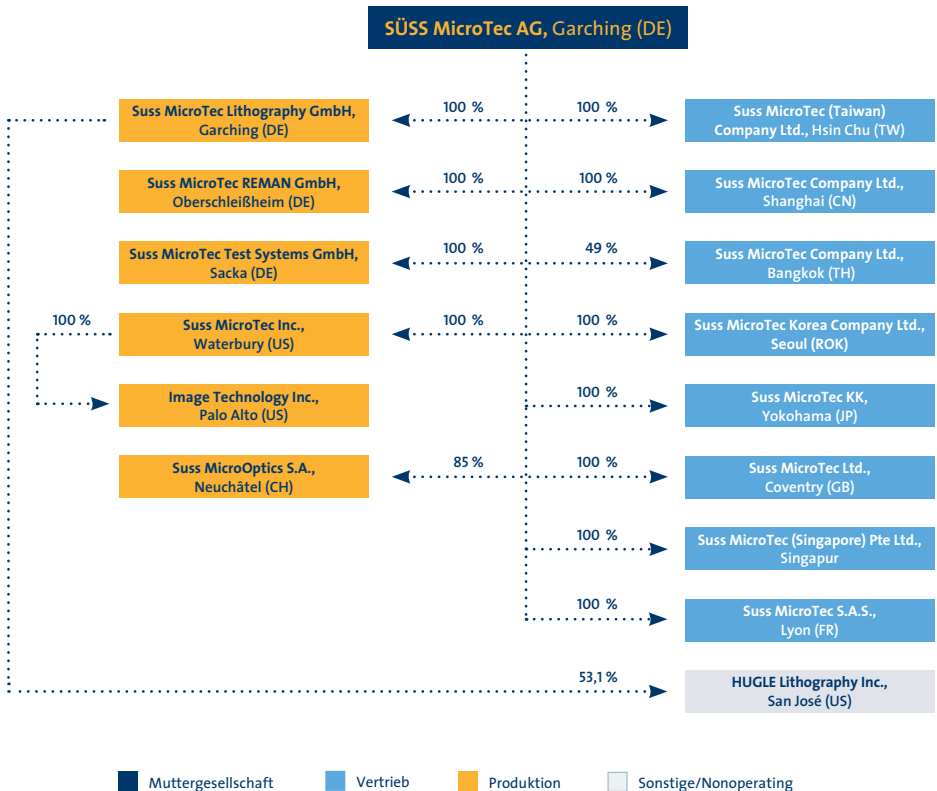 SÜSS MicroTec AG, Garching (DE)
100 %
100 %
Suss MicroTec Lithography GmbH,
Garching (DE)
Suss MicroTec (Taiwan)
Company Ltd., Hsin Chu (TW)
100 %
100 %
Suss MicroTec REMAN GmbH,
Oberschleißheim (DE)
Suss MicroTec Company Ltd.,
Shanghai (CN)
100 %
49 %
Suss MicroTec Test Systems GmbH,
Sacka (DE)
Suss MicroTec Company Ltd.,
Bangkok (TH)
100 %
100 %
100 %
Suss MicroTec Inc.,
Waterbury (US)
Suss MicroTec Korea Company Ltd.,
Seoul (ROK)
100 %
Image Technology Inc.,
Palo Alto (US)
Suss MicroTec KK,
Yokohama (JP)
85 %
100 %
Suss MicroOptics S.A.,
Neuchâtel (CH)
Suss MicroTec Ltd.,
Coventry (GB)
100 %
Suss MicroTec (Singapore) Pte Ltd.,
Singapur
100 %
Suss MicroTec S.A.S.,
Lyon (FR)
53,1 %
HUGLE Lithography Inc.,
San José (US)
Muttergesellschaft
Vertrieb
Produktion
Sonstige/Nonoperating